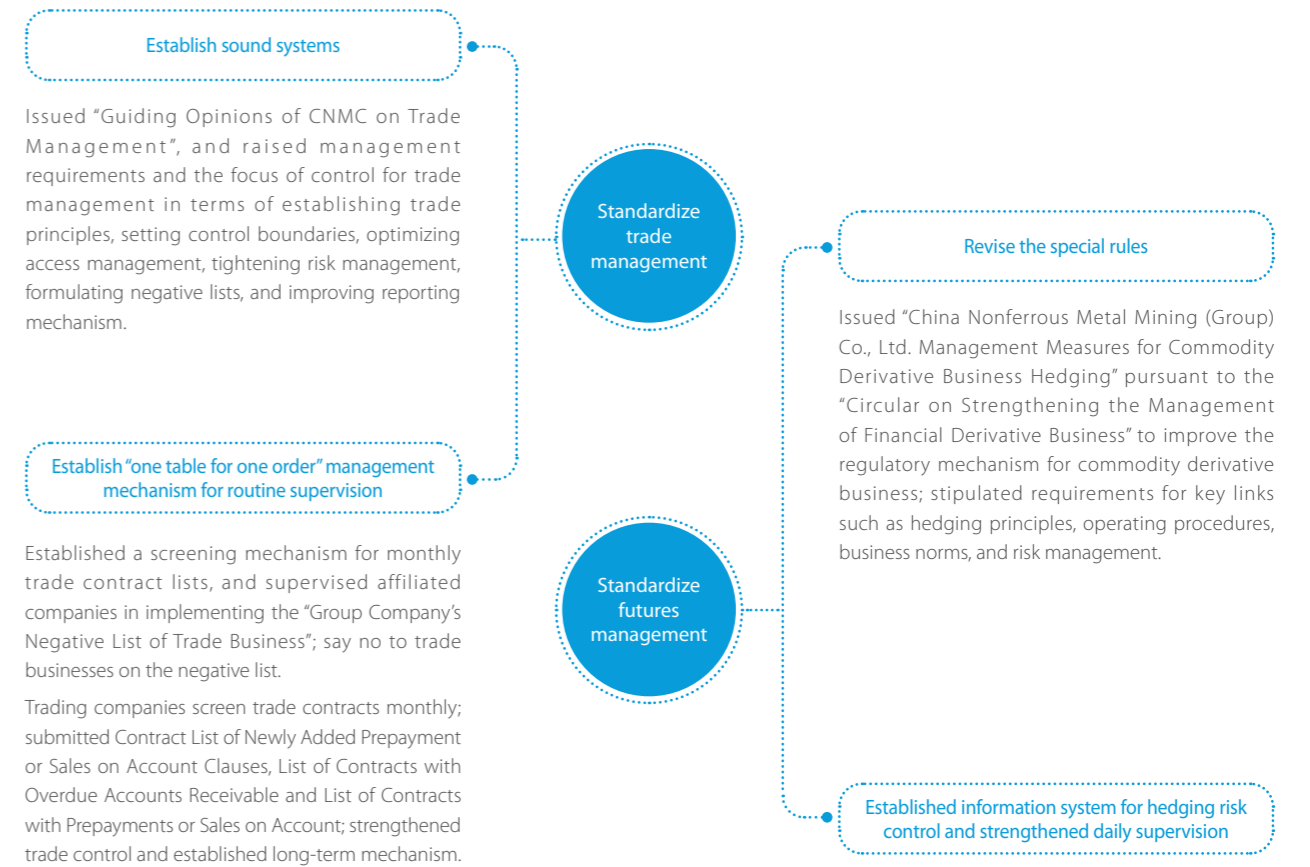 Establish sound systems
Issued “Guiding Opinions of CNMC on Trade
Management”, and raised management
requirements and the focus of control for trade
management in terms of establishing trade
principles, setting control boundaries, optimizing
access management, tightening risk management,
formulating negative lists, and improving reporting
mechanism.
Establish “one table for one order” management
mechanism for routine supervision
Established a screening mechanism for monthly
trade contract lists, and supervised affiliated
companies in implementing the “Group Company’s
Negative List of Trade Business”; say no to trade
businesses on the negative list.
Trading companies screen trade contracts monthly;
submitted Contract List of Newly Added Prepayment
or Sales on Account Clauses, List of Contracts with
Overdue Accounts Receivable and List of Contracts
with Prepayments or Sales on Account; strengthened
trade control and established long-term mechanism.
Standardize
trade
management
Standardize
futures
management
Revise the special rules
Issued “China Nonferrous Metal Mining (Group)
Co., Ltd. Management Measures for Commodity
Derivative Business Hedging” pursuant to the
“Circular on Strengthening the Management
of Financial Derivative Business” to improve the
regulatory mechanism for commodity derivative
business; stipulated requirements for key links
such as hedging principles, operating procedures,
business norms, and risk management.
Established information system for hedging risk
control and strengthened daily supervision